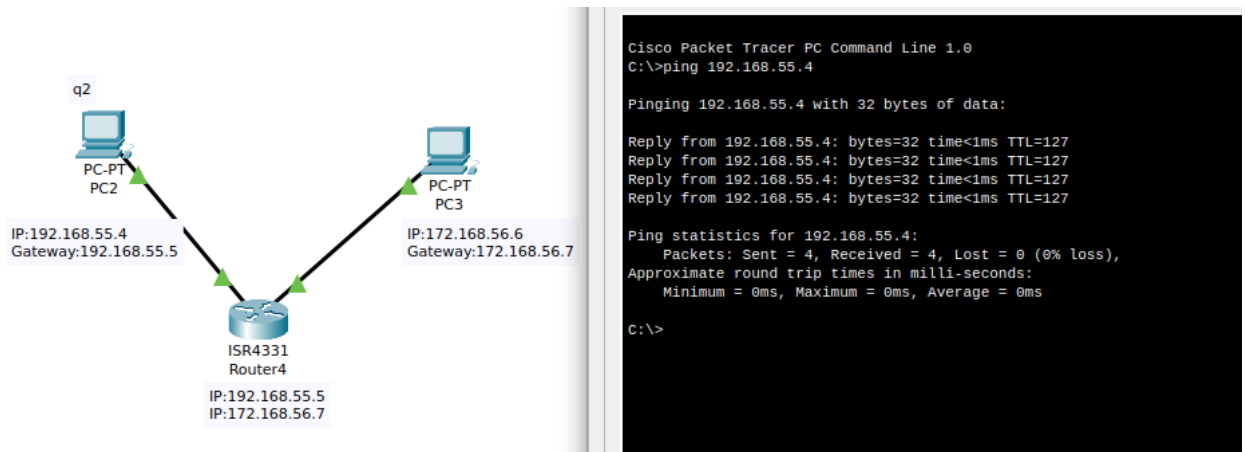 q2
PC-PT
PC2
IP:192.168.55.4
Gateway:192.168.55.5
PC-PT
PC3
IP:172.168.56.6
Gateway:172.168.56.7
ISR4331
Router4
IP:192.168.55.5
IP:172.168.56.7
Cisco Packet Tracer PC Command Line 1.0
C:\>ping 192.168.55.4
Pinging 192.168.55.4 with 32 bytes of data:
Reply from 192.168.55.4: bytes=32 time<1ms TTL=127
Reply from 192.168.55.4: bytes=32 time<1ms TTL=127
Reply from 192.168.55.4: bytes=32 time<1ms TTL=127
Reply from 192.168.55.4: bytes=32 time<1ms TTL=127
Ping statistics for 192.168.55.4:
Packets: Sent = 4, Received = 4, Lost = 0 (0% loss),
Approximate round trip times in milli-seconds:
Minimum = 0ms, Maximum = 0ms, Average = 0ms
C:\>